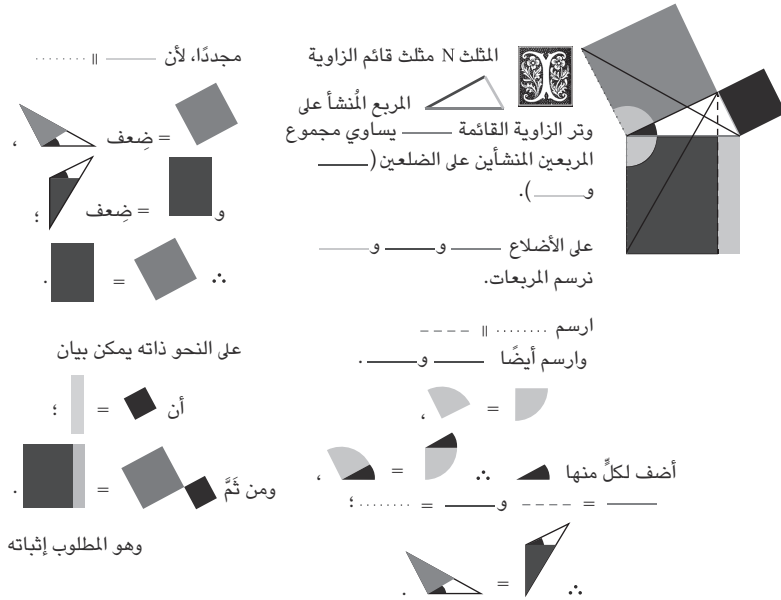 المثلث N مثلث قائم الزاوية
المربع المُنشأ على
وتر الزاوية القائمة يساوي مجموع
المربعين المنشأين على الضلعين (
و ).
على الأضلاع و و
نرسم المربعات.
ارسم ||
وارسم أيضًا و .
= ،
أضف لكلٍّ منها ∴ = ،
= و = ؛
∴ = .
مجددًا، لأن ||
= ضِعف ،
و = ضِعف ؛
∴ = .
على النحو ذاته يمكن بيان
أن = ؛
ومن ثَمَّ = .
وهو المطلوب إثباته